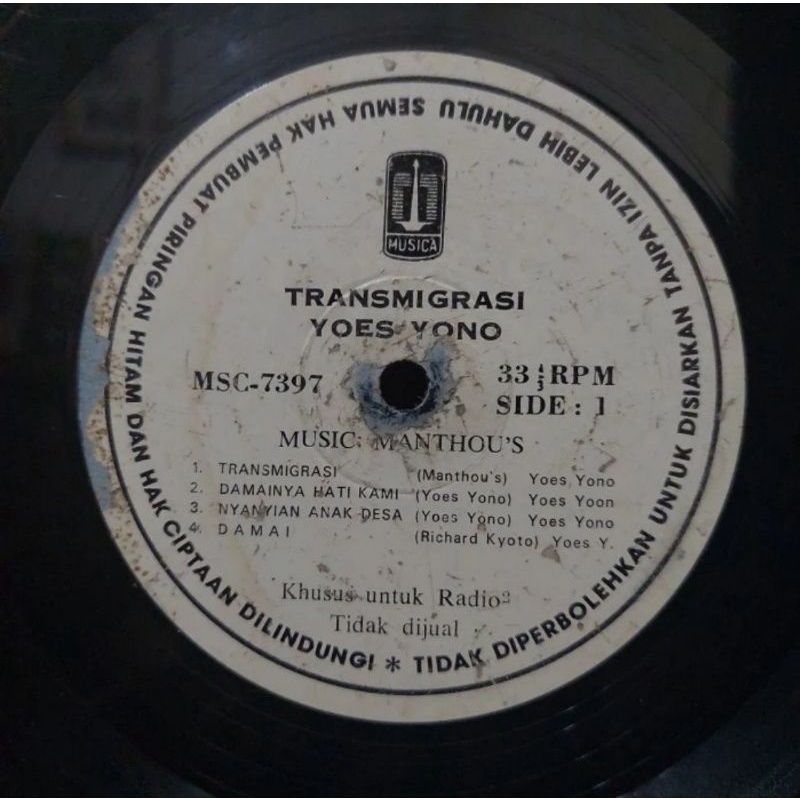 SEMUA HAK PEMBUAT PIRINGAN HITAM DAN HAK CIPTAAN DILINDUNGI * TIDAK DIPERBOLEHKAN UNTUK DISIARKAN TANPA IZIN LEBIH DAHULU
MUSICA
TRANSMIGRASI
YOES YONO
MSC-7397
33 1/3 RPM
SIDE : 1
MUSIC: MANTHOU'S
1. TRANSMIGRASI (Manthou's) Yoes Yono
2. DAMAINYA HATI KAMI (Yoes Yono) Yoes Yoon
3. NYANYIAN ANAK DESA (Yoes Yono) Yoes Yono
4. DAMAI (Richard Kyoto) Yoes Y.
Khusus untuk Radio²
Tidak dijual